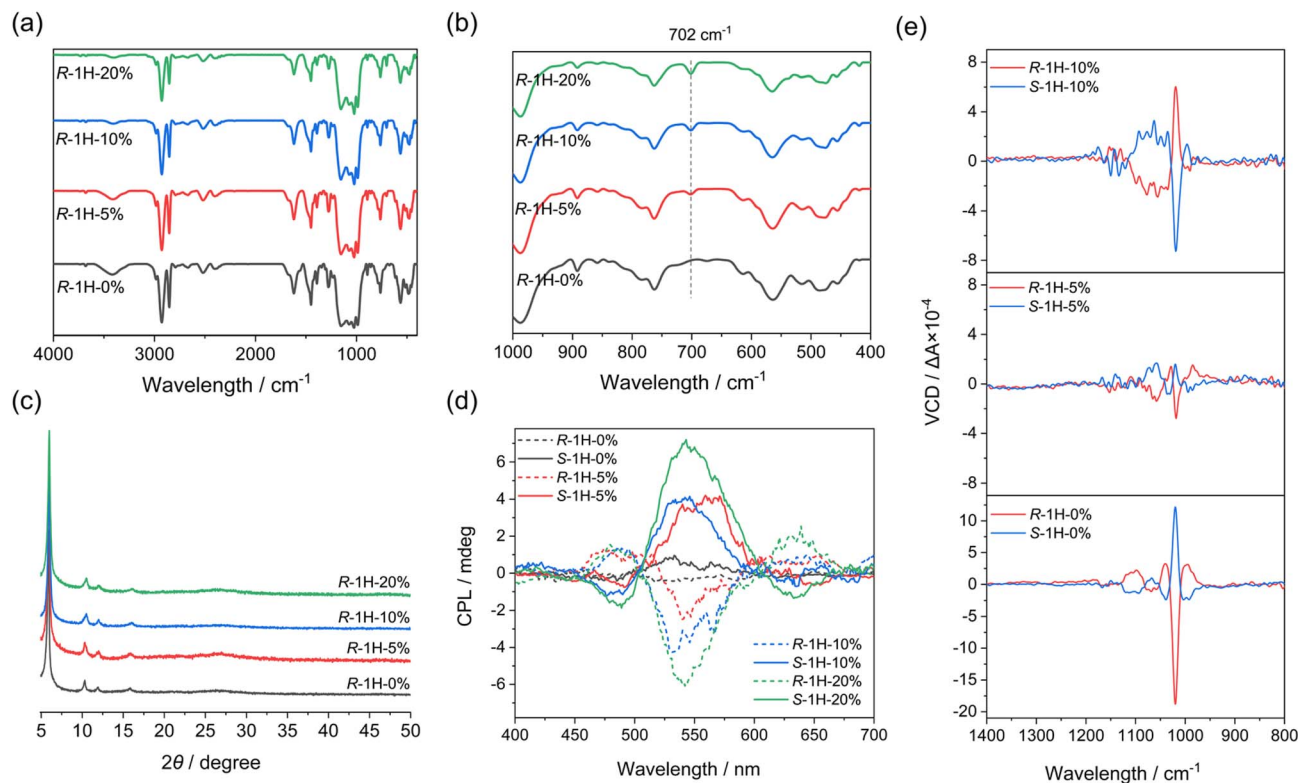 (a)
R-1H-20%
R-1H-10%
R-1H-5%
R-1H-0%
4000 3000 2000 1000
Wavelength / cm⁻¹
(b)
702 cm⁻¹
R-1H-20%
R-1H-10%
R-1H-5%
R-1H-0%
1000 900 800 700 600 500 400
Wavelength / cm⁻¹
(c)
R-1H-20%
R-1H-10%
R-1H-5%
R-1H-0%
5 10 15 20 25 30 35 40 45 50
2θ / degree
(d)
CPL / mdeg
6
4
2
0
-2
-4
-6
R-1H-0%
S-1H-0%
R-1H-5%
S-1H-5%
R-1H-10%
S-1H-10%
R-1H-20%
S-1H-20%
400 450 500 550 600 650 700
Wavelength / nm
(e)
VCD / ΔA×10⁻⁴
8
4
0
-4
8
R-1H-10%
S-1H-10%
8
4
0
-4
-8
R-1H-5%
S-1H-5%
10
5
0
-5
-10
-15
-20
R-1H-0%
S-1H-0%
1400 1300 1200 1100 1000 900 800
Wavelength / cm⁻¹